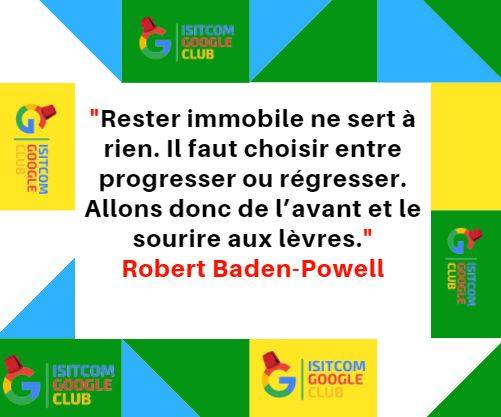 ISITCOM
GOOGLE
CLUB
ISITCOM
GOOGLE
CLUB
"Rester immobile ne sert à
rien. Il faut choisir entre
progresser ou régresser.
Allons donc de l’avant et le
sourire aux lèvres."
Robert Baden-Powell
ISITCOM
GOOGLE
CLUB
ISITCOM
GOOGLE
CLUB
ISITCOM
GOOGLE
CLUB